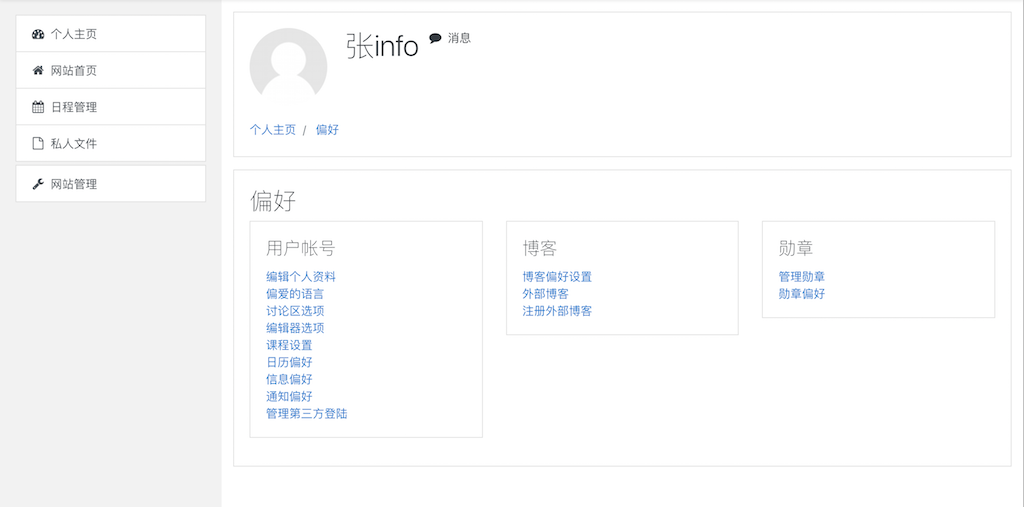 个人主页
网站首页
日程管理
私人文件
网站管理
张info 消息
个人主页 / 偏好
偏好
用户帐号
编辑个人资料
偏爱的语言
讨论区选项
编辑器选项
课程设置
日历偏好
信息偏好
通知偏好
管理第三方登陆
博客
博客偏好设置
外部博客
注册外部博客
勋章
管理勋章
勋章偏好